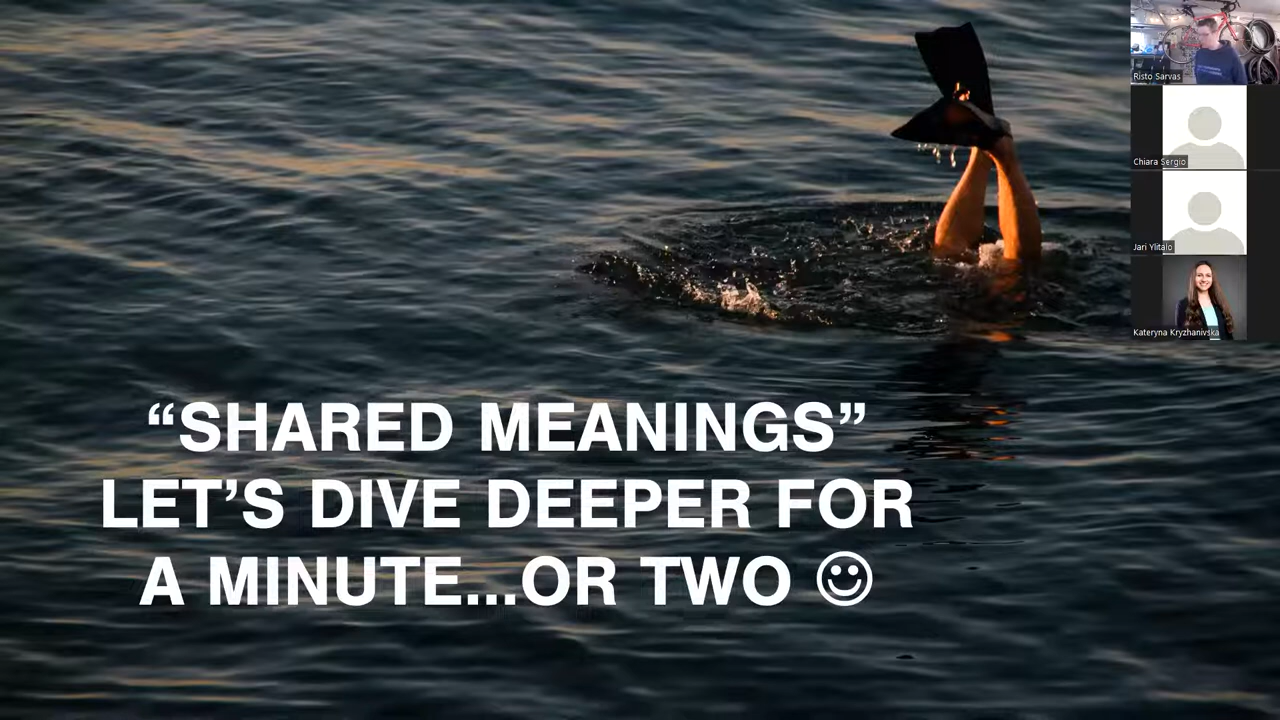 Risto Sarvas
Chiara Sergio
Jari Ylitalo
Kateryna Kryzhanivska
“SHARED MEANINGS”
LET’S DIVE DEEPER FOR
A MINUTE...OR TWO ☺